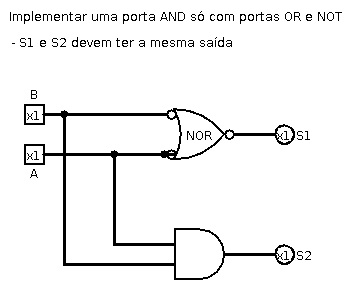 Implementar uma porta AND só com portas OR e NOT
- S1 e S2 devem ter a mesma saída
B
x1
NOR
x1 S1
x1
A
x1 S2